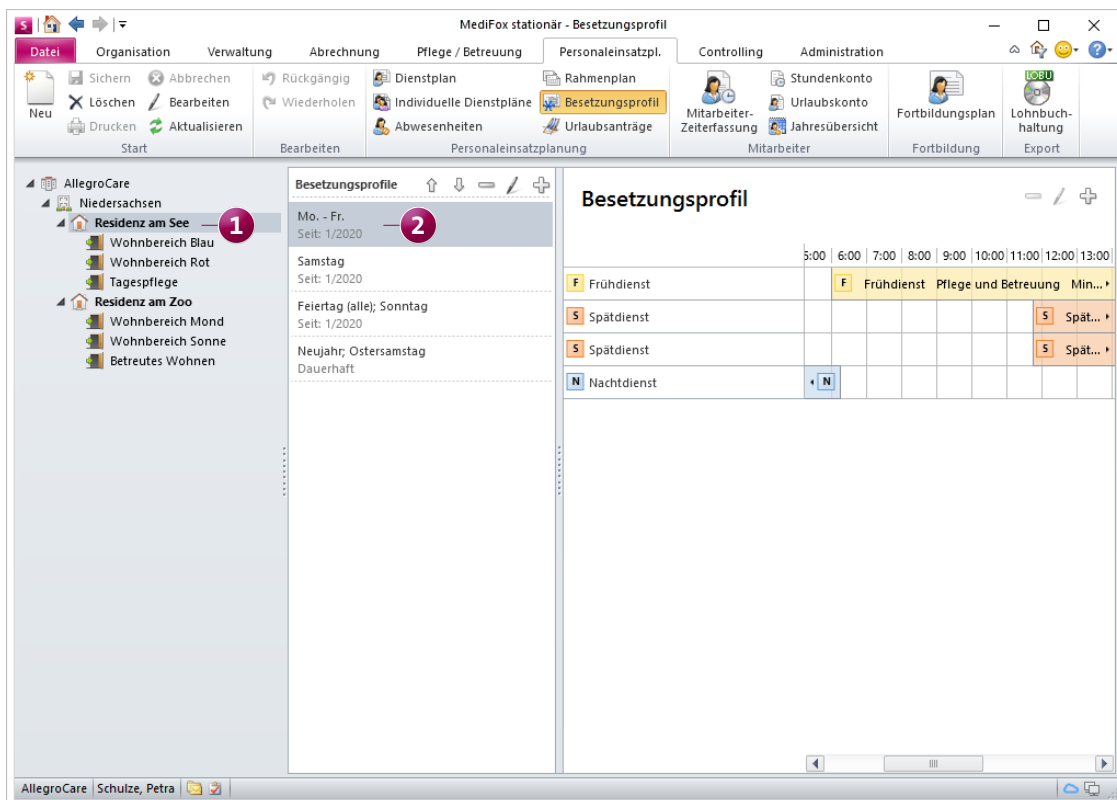 S MediFox stationär - Besetzungsprofil
Datei Organisation Verwaltung Abrechnung Pflege / Betreuung Personaleinsatzpl. Controlling Administration
Neu
Sichern Abbrechen
Löschen Bearbeiten
Drucken Aktualisieren
Start
Rückgängig
Wiederholen
Bearbeiten
Dienstplan Rahmenplan
Individuelle Dienstpläne Besetzungsprofil
Abwesenheiten Urlaubsanträge
Personaleinsatzplanung
Mitarbeiter-
Zeiterfassung
Stundenkonto
Urlaubskonto
Jahresübersicht
Mitarbeiter
Fortbildungsplan
Fortbildung
LOBU
Lohnbuch-
haltung
Export
AllegroCare
Niedersachsen
Residenz am See 1
Wohnbereich Blau
Wohnbereich Rot
Tagespflege
Residenz am Zoo
Wohnbereich Mond
Wohnbereich Sonne
Betreutes Wohnen
Besetzungsprofile
Mo. - Fr.
Seit: 1/2020 2
Samstag
Seit: 1/2020
Feiertag (alle); Sonntag
Seit: 1/2020
Neujahr; Ostersamstag
Dauerhaft
Besetzungsprofil
5:00 6:00 7:00 8:00 9:00 10:00 11:00 12:00 13:00
F Frühdienst F Frühdienst Pflege und Betreuung Min...
S Spätdienst S Spät...
S Spätdienst S Spät...
N Nachtdienst N
AllegroCare Schulze, Petra